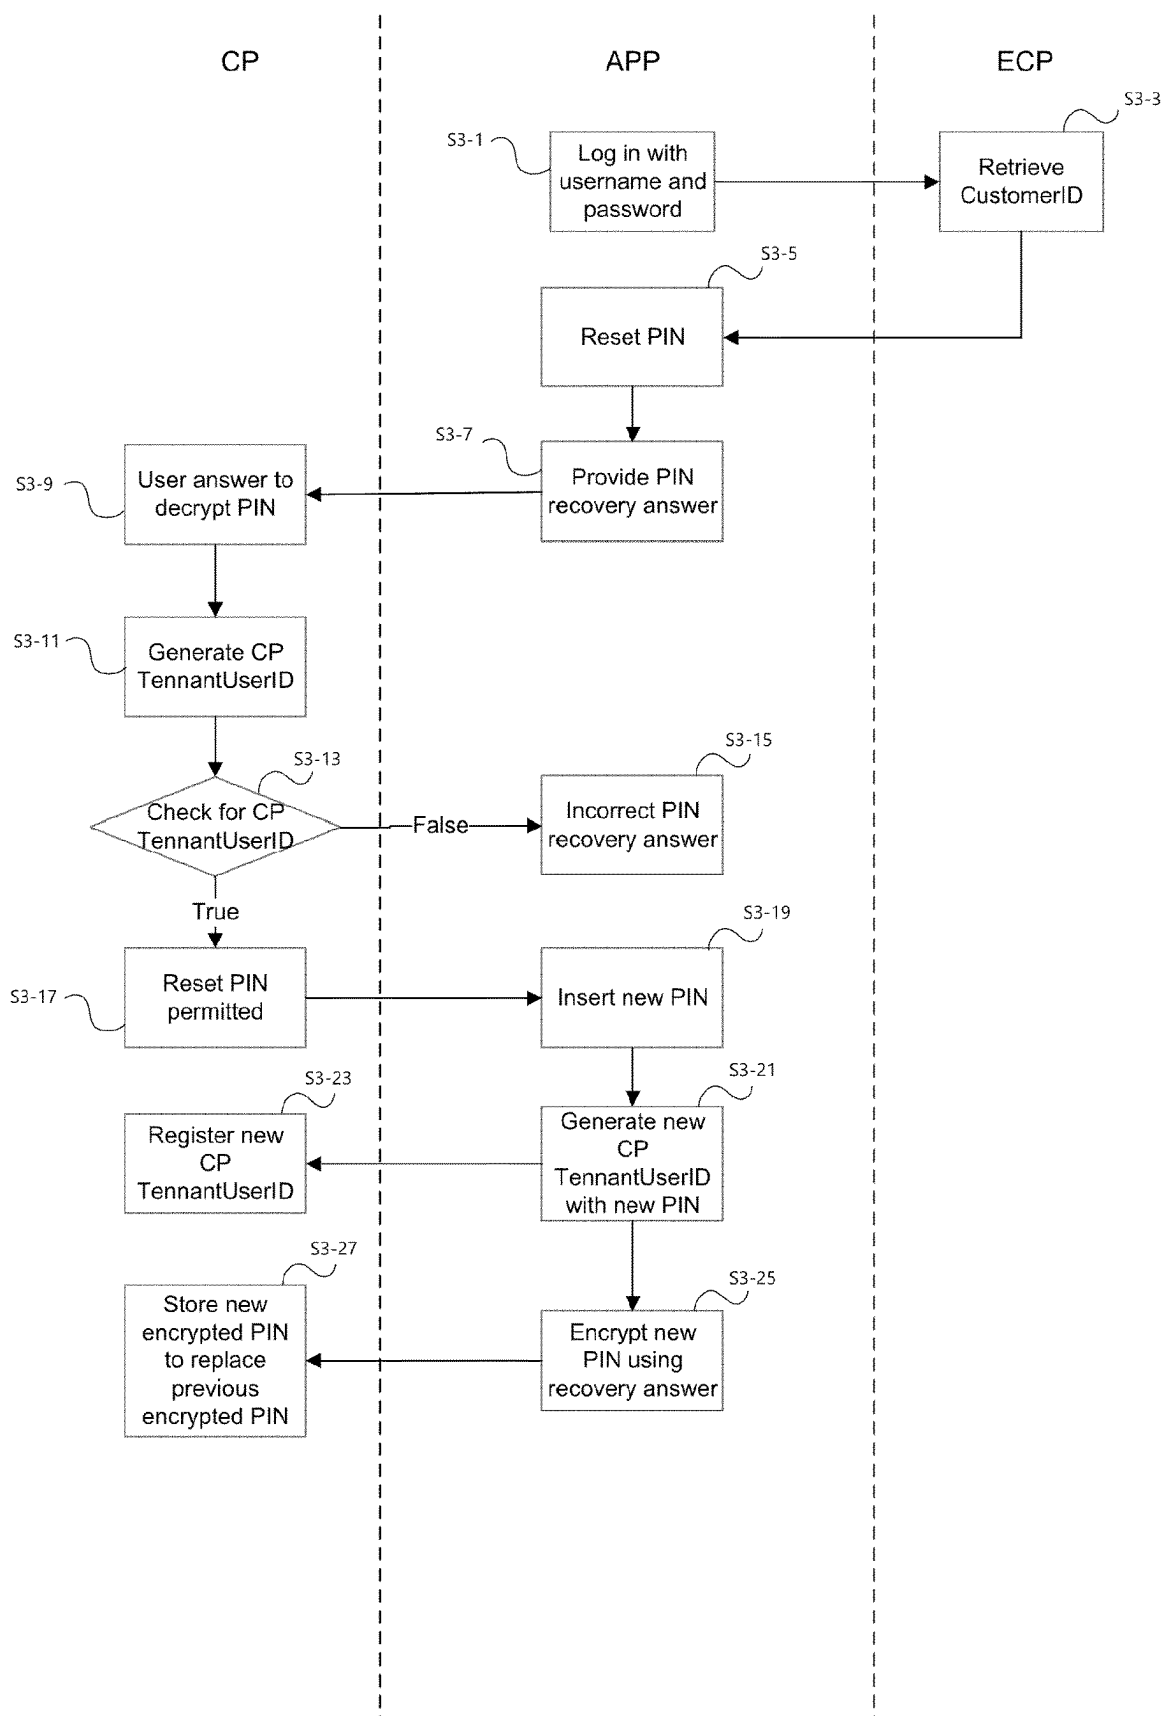 CP
APP
ECP
S3-3
S3-1
Log in with
username and
password
Retrieve
CustomerID
S3-5
Reset PIN
S3-7
Provide PIN
recovery answer
S3-9
User answer to
decrypt PIN
S3-11
Generate CP
TennantUserID
S3-13
Check for CP
TennantUserID
False
S3-15
Incorrect PIN
recovery answer
True
S3-17
Reset PIN
permitted
S3-19
Insert new PIN
S3-21
Generate new
CP
TennantUserID
with new PIN
S3-23
Register new
CP
TennantUserID
S3-25
Encrypt new
PIN using
recovery answer
S3-27
Store new
encrypted PIN
to replace
previous
encrypted PIN